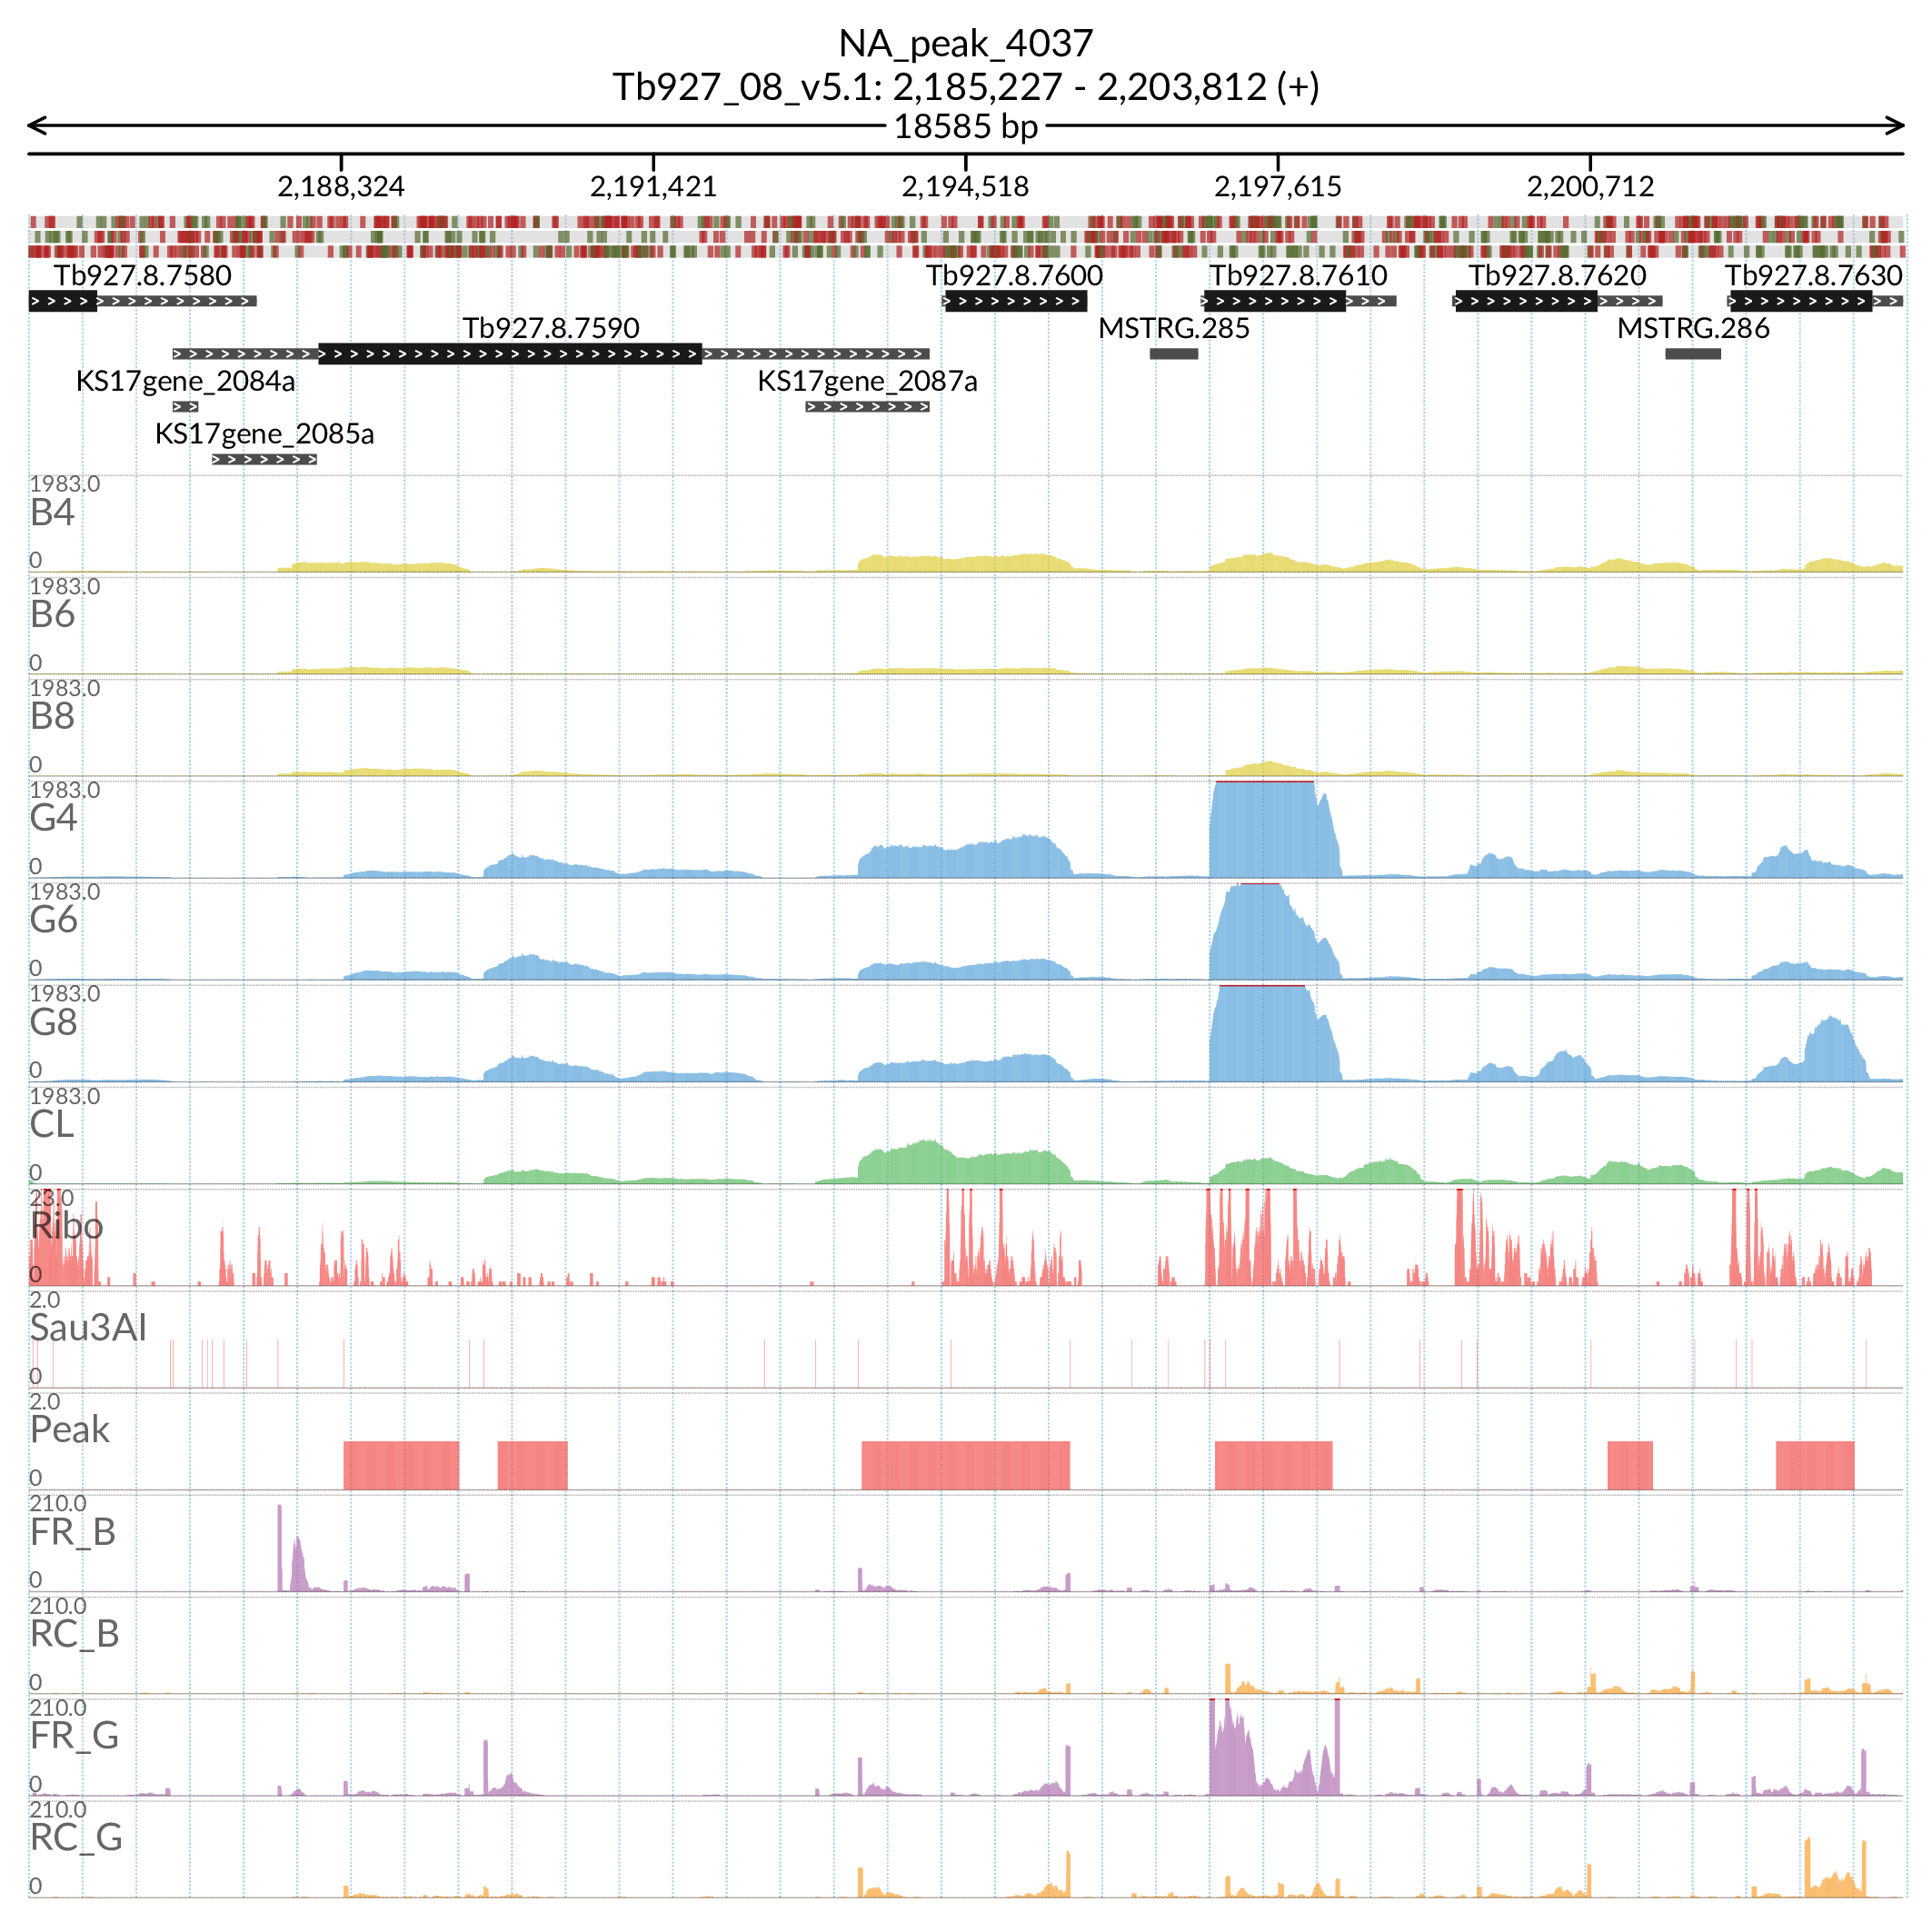 NA_peak_4037
Tb927_08_v5.1: 2,185,227 - 2,203,812 (+)
18585 bp
2,188,324 2,191,421 2,194,518 2,197,615 2,200,712
Tb927.8.7580 Tb927.8.7600 Tb927.8.7610 Tb927.8.7620 Tb927.8.7630
Tb927.8.7590 MSTRG.285 MSTRG.286
KS17gene_2084a KS17gene_2087a
KS17gene_2085a
1983.0
B4
0
1983.0
B6
0
1983.0
B8
0
1983.0
G4
0
1983.0
G6
0
1983.0
G8
0
1983.0
CL
0
23.0
Ribo
0
2.0
Sau3AI
0
2.0
Peak
0
210.0
FR_B
0
210.0
RC_B
0
210.0
FR_G
0
210.0
RC_G
0